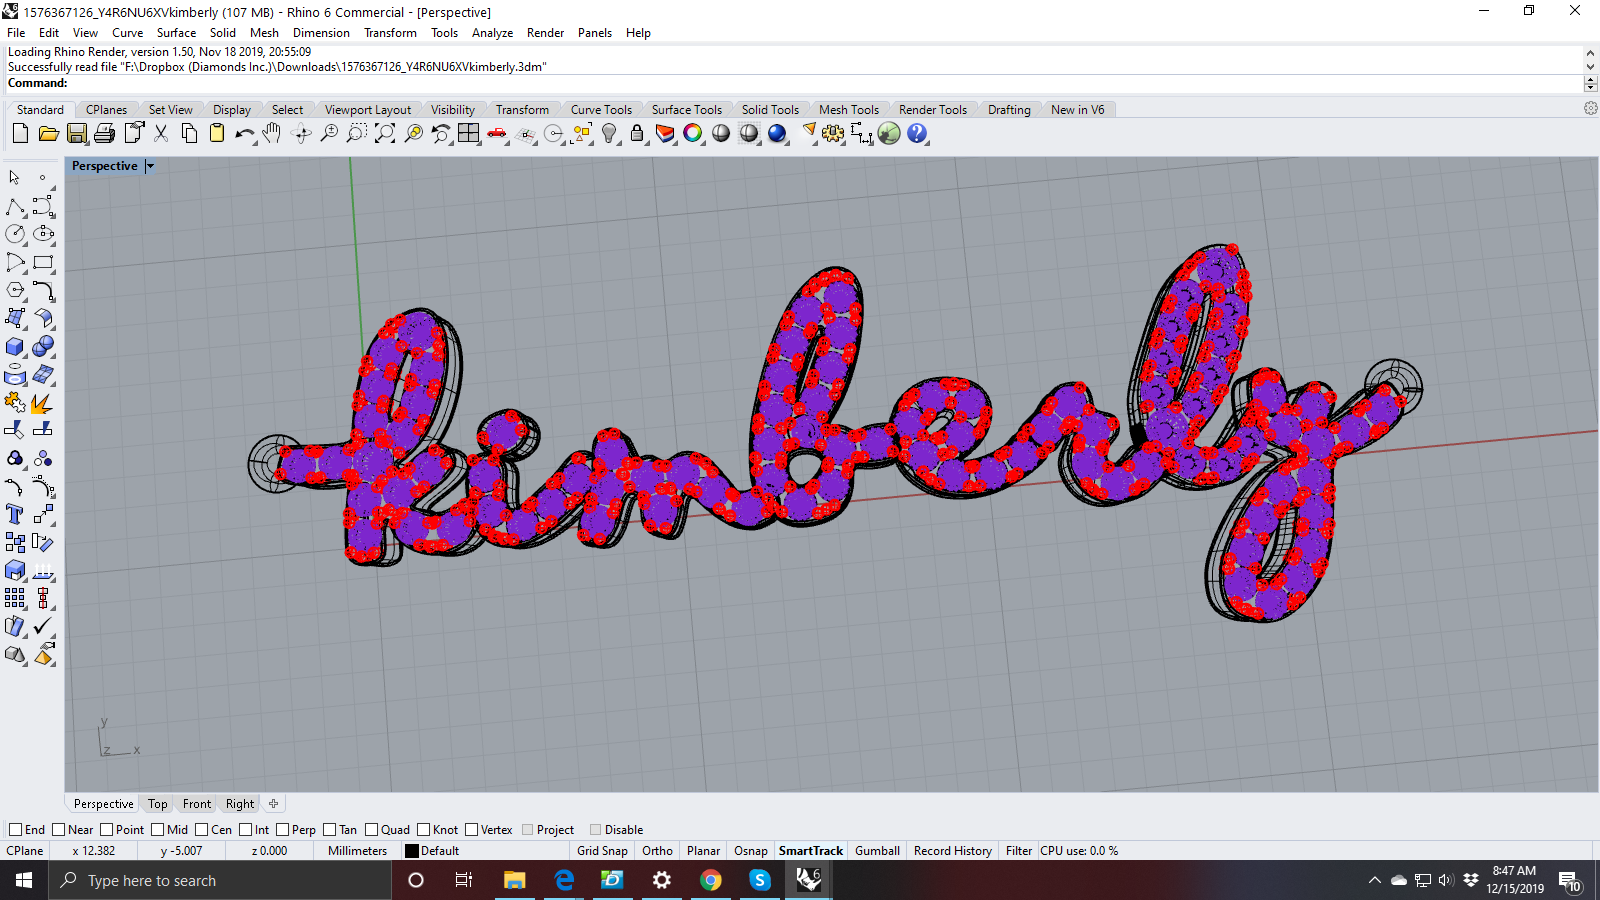 1576367126_Y4R6NU6XVkimberly (107 MB) - Rhino 6 Commercial - [Perspective]
File Edit View Curve Surface Solid Mesh Dimension Transform Tools Analyze Render Panels Help
Loading Rhino Render, version 1.50, Nov 18 2019, 20:55:09
Successfully read file "F:\Dropbox (Diamonds Inc.)\Downloads\1576367126_Y4R6NU6XVkimberly.3dm"
Command:
Standard CPlanes Set View Display Select Viewport Layout Visibility Transform Curve Tools Surface Tools Solid Tools Mesh Tools Render Tools Drafting New in V6
Perspective
kimberly
y
z x
Perspective Top Front Right
End Near Point Mid Cen Int Perp Tan Quad Knot Vertex Project Disable
CPlane x 12.382 y -5.007 z 0.000 Millimeters Default Grid Snap Ortho Planar Osnap SmartTrack Gumball Record History Filter CPU use: 0.0 %
Type here to search
6
8:47 AM
12/15/2019
10